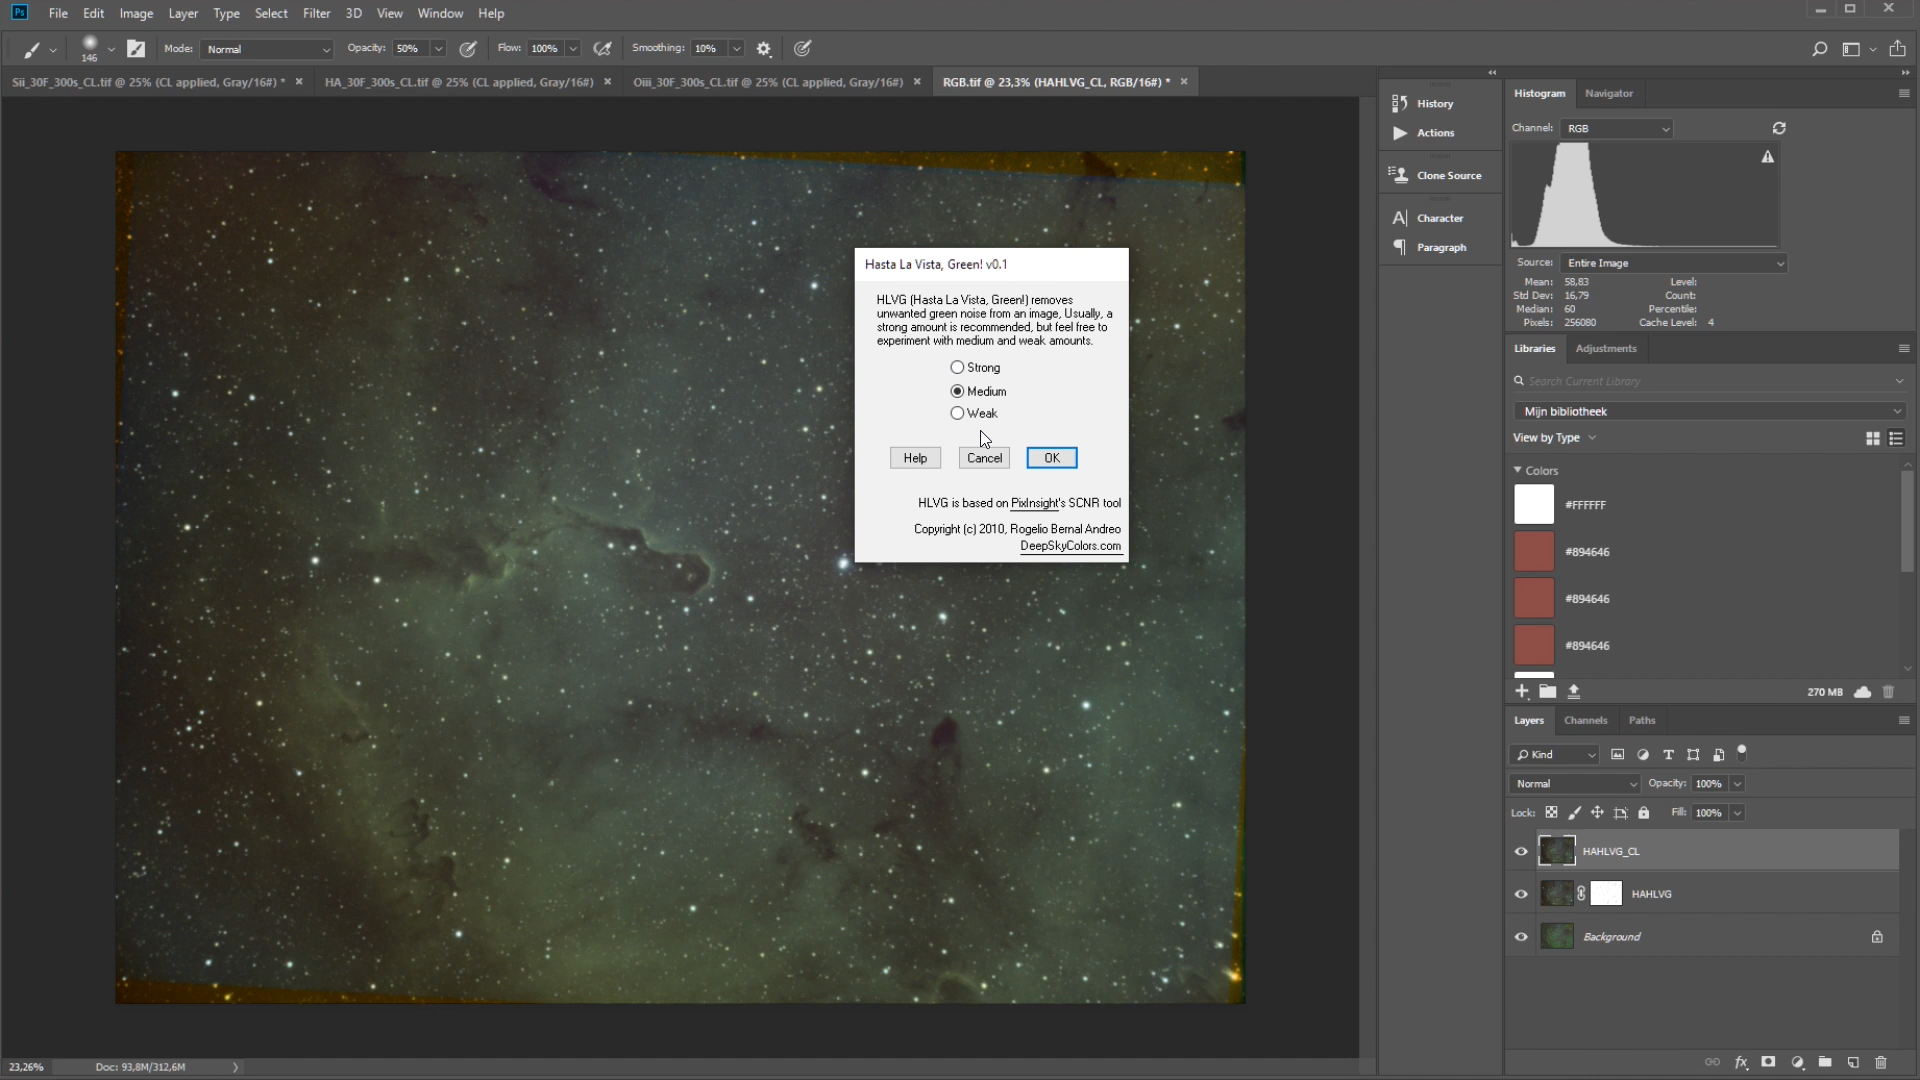 Ps File Edit Image Layer Type Select Filter 3D View Window Help
146 Mode: Normal Opacity: 50% Flow: 100% Smoothing: 10%
Sii_30F_300s_CL.tif @ 25% (CL applied, Gray/16#) * HA_30F_300s_CL.tif @ 25% (CL applied, Gray/16#) Oiii_30F_300s_CL.tif @ 25% (CL applied, Gray/16#) RGB.tif @ 23,3% (HAHLVG_CL, RGB/16#) *
Hasta La Vista, Green! v0.1
HLVG (Hasta La Vista, Green!) removes
unwanted green noise from an image, Usually, a
strong amount is recommended, but feel free to
experiment with medium and weak amounts.
Strong
Medium
Weak
Help Cancel OK
HLVG is based on PixInsight's SCNR tool
Copyright (c) 2010, Rogelio Bernal Andreo
DeepSkyColors.com
History
Actions
Clone Source
Character
Paragraph
Histogram Navigator
Channel: RGB
Source: Entire Image
Mean: 58,83 Level:
Std Dev: 16,79 Count:
Median: 60 Percentile:
Pixels: 256080 Cache Level: 4
Libraries Adjustments
Search Current Library
Mijn bibliotheek
View by Type
Colors
#FFFFFF
#894646
#894646
#894646
270 MB
Layers Channels Paths
Kind
Normal Opacity: 100%
Lock: Fill: 100%
HAHLVG_CL
HAHLVG
Background
23,26% Doc: 93,8M/312,6M